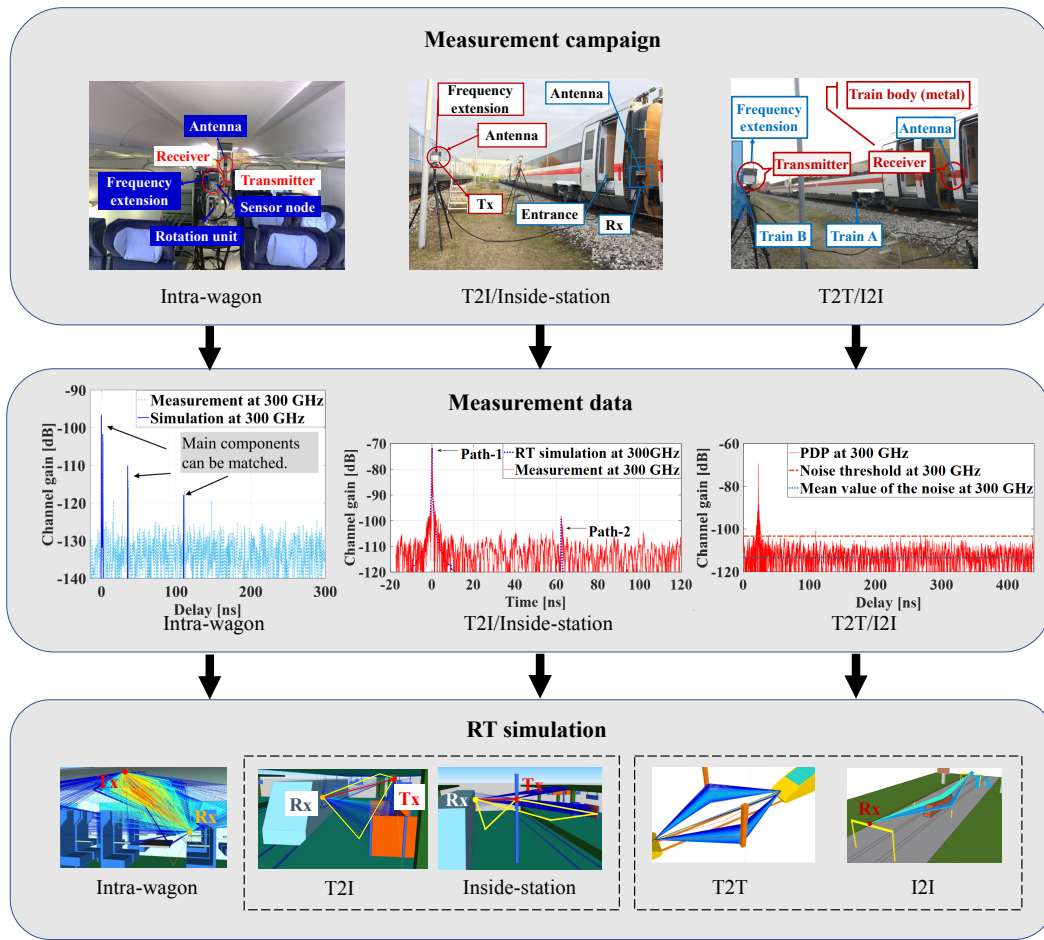 Measurement campaign
Antenna
Receiver
Frequency
extension
Transmitter
Sensor node
Rotation unit
Intra-wagon
Frequency
extension
Antenna
Antenna
Tx
Entrance
Rx
T2I/Inside-station
Train body (metal)
Frequency
extension
Antenna
Transmitter
Receiver
Train B
Train A
T2T/I2I
Measurement data
-90
-100
-110
-120
-130
-140
Channel gain [dB]
Measurement at 300 GHz
Simulation at 300 GHz
Main components
can be matched.
0
100
200
300
Delay [ns]
Intra-wagon
-70
-80
-90
-100
-110
-120
Channel gain [dB]
Path-1
RT simulation at 300GHz
Measurement at 300 GHz
Path-2
-20
0
20
40
60
80
100
120
Time [ns]
T2I/Inside-station
-60
-80
-100
-120
Channel gain [dB]
PDP at 300 GHz
Noise threshold at 300 GHz
Mean value of the noise at 300 GHz
0
100
200
300
400
Delay [ns]
T2T/I2I
RT simulation
Tx
Rx
Intra-wagon
Rx
Tx
T2I
Rx
Tx
Inside-station
T2T
Rx
Tx
I2I